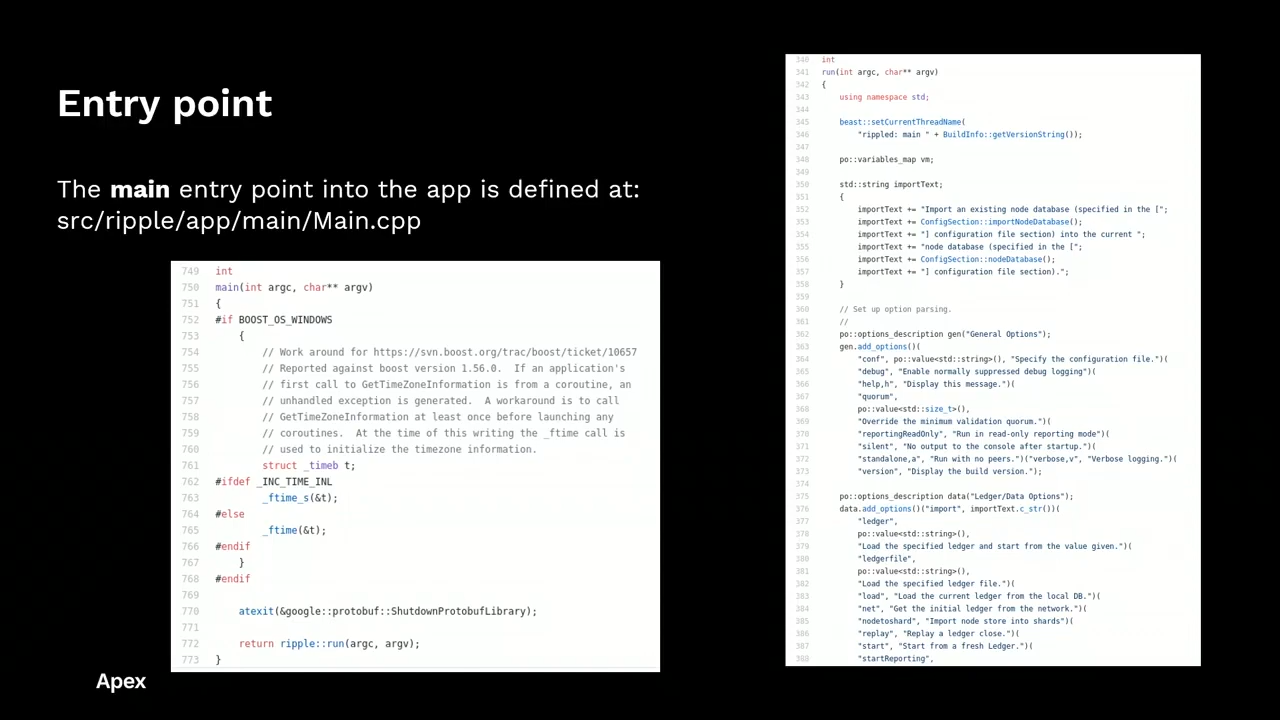 Entry point
The main entry point into the app is defined at:
src/ripple/app/main/Main.cpp
749 int
750 main(int argc, char** argv)
751 {
752 #if BOOST_OS_WINDOWS
753 {
754 // Work around for https://svn.boost.org/trac/boost/ticket/10657
755 // Reported against boost version 1.56.0.  If an application's
756 // first call to GetTimeZoneInformation is from a coroutine, an
757 // unhandled exception is generated.  A workaround is to call
758 // GetTimeZoneInformation at least once before launching any
759 // coroutines.  At the time of this writing the _ftime call is
760 // used to initialize the timezone information.
761 struct _timeb t;
762 #ifdef _INC_TIME_INL
763 _ftime_s(&t);
764 #else
765 _ftime(&t);
766 #endif
767 }
768 #endif
769
770 atexit(&google::protobuf::ShutdownProtobufLibrary);
771
772 return ripple::run(argc, argv);
773 }
Apex
340 int
341 run(int argc, char** argv)
342 {
343 using namespace std;
344
345 beast::setCurrentThreadName(
346 "rippled: main " + BuildInfo::getVersionString());
347
348 po::variables_map vm;
349
350 std::string importText;
351 {
352 importText += "Import an existing node database (specified in the [";
353 importText += ConfigSection::importNodeDatabase();
354 importText += "] configuration file section) into the current ";
355 importText += "node database (specified in the [";
356 importText += ConfigSection::nodeDatabase();
357 importText += "] configuration file section).";
358 }
359
360 // Set up option parsing.
361 //
362 po::options_description gen("General Options");
363 gen.add_options()(
364 "conf", po::value<std::string>(), "Specify the configuration file.")(
365 "debug", "Enable normally suppressed debug logging")(
366 "help,h", "Display this message.")(
367 "quorum",
368 po::value<std::size_t>(),
369 "Override the minimum validation quorum.")(
370 "reportingReadOnly", "Run in read-only reporting mode")(
371 "silent", "No output to the console after startup.")(
372 "standalone,a", "Run with no peers.")("verbose,v", "Verbose logging.")(
373 "version", "Display the build version.");
374
375 po::options_description data("Ledger/Data Options");
376 data.add_options()("import", importText.c_str())(
377 "ledger",
378 po::value<std::string>(),
379 "Load the specified ledger and start from the value given.")(
380 "ledgerfile",
381 po::value<std::string>(),
382 "Load the specified ledger file.")(
383 "load", "Load the current ledger from the local DB.")(
384 "net", "Get the initial ledger from the network.")(
385 "nodetoshard", "Import node store into shards")(
386 "replay", "Replay a ledger close.")(
387 "start", "Start from a fresh Ledger.")(
388 "startReporting",